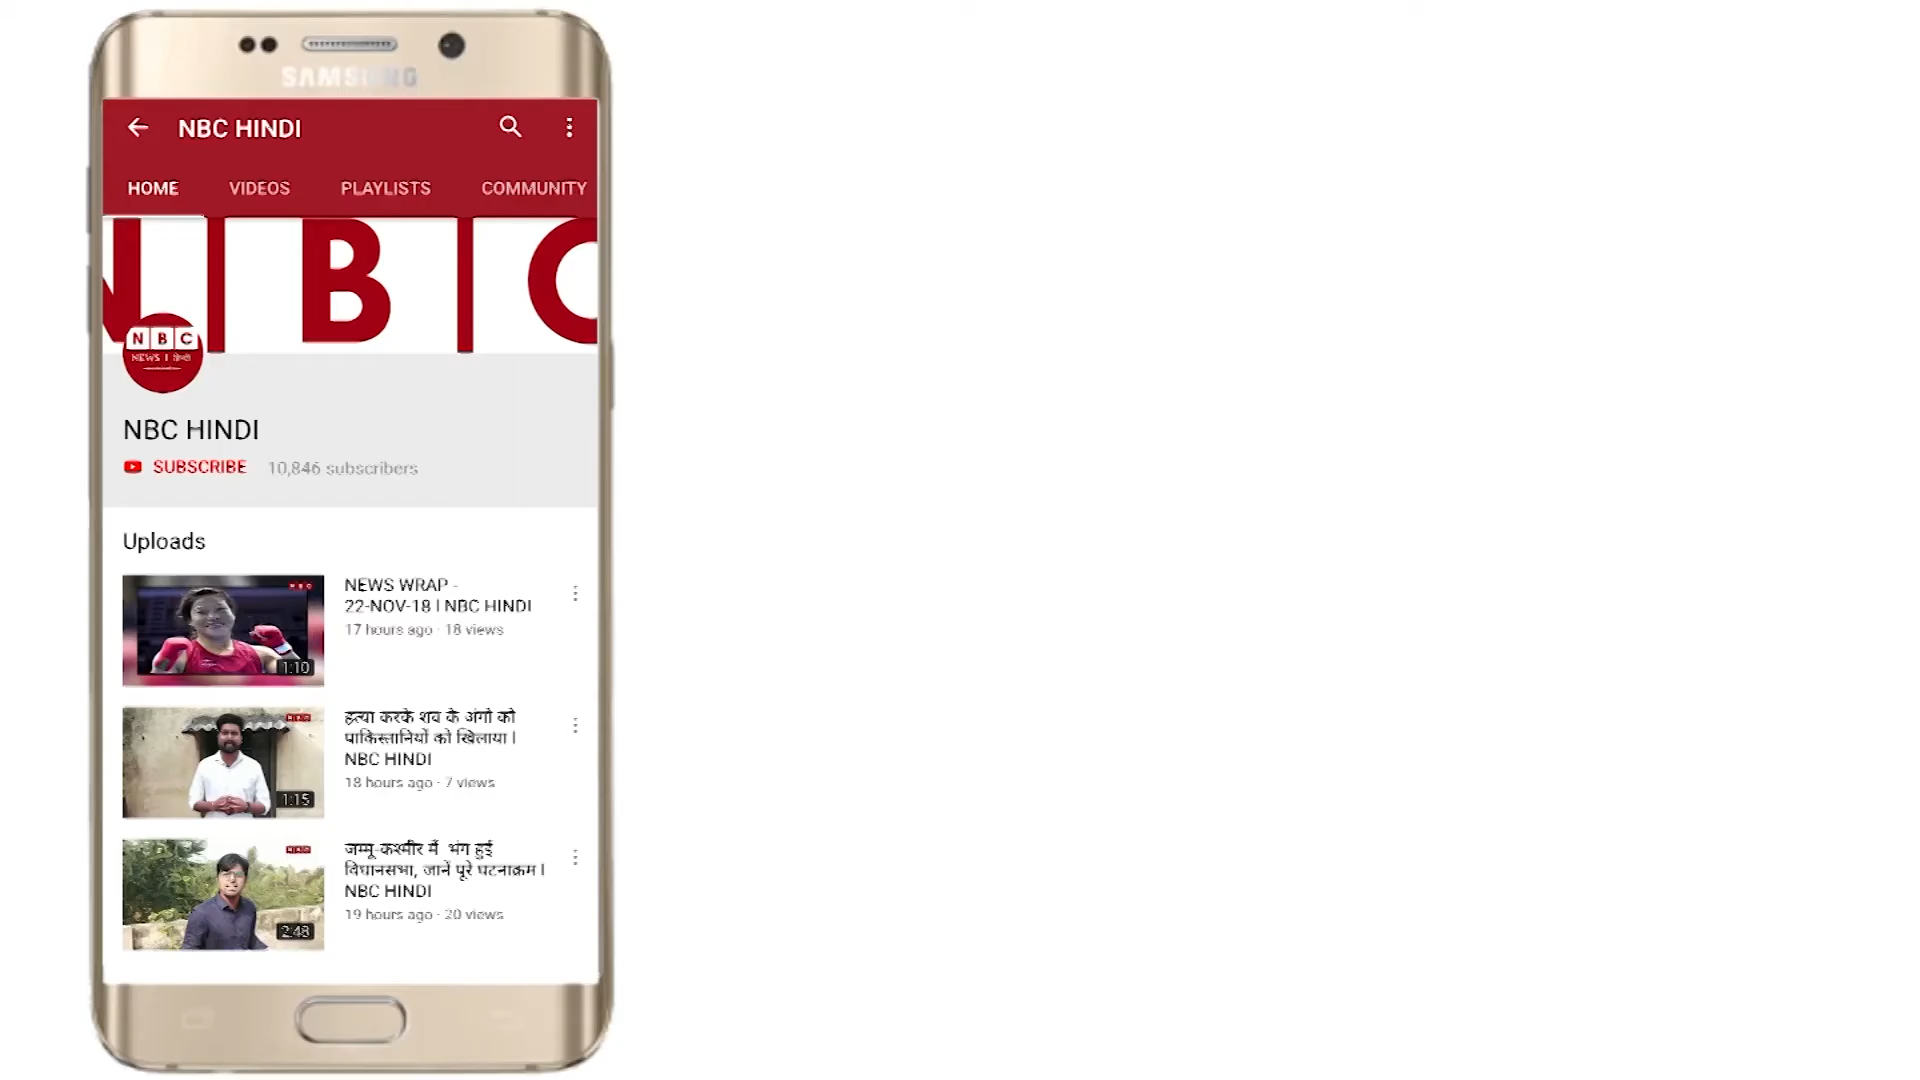 SAMSUNG
NBC HINDI
HOME VIDEOS PLAYLISTS COMMUNITY
N B C
N B C
NEWS I हिन्दी
NBC HINDI
SUBSCRIBE 10,846 subscribers
Uploads
NEWS WRAP -
22-NOV-18 l NBC HINDI
17 hours ago · 18 views
1:10
हत्या करके शव के अंगों को
पाकिस्तानियों को खिलाया l
NBC HINDI
18 hours ago · 7 views
1:15
जम्मू-कश्मीर में भंग हुई
विधानसभा, जानें पूरे घटनाक्रम l
NBC HINDI
19 hours ago · 20 views
2:48